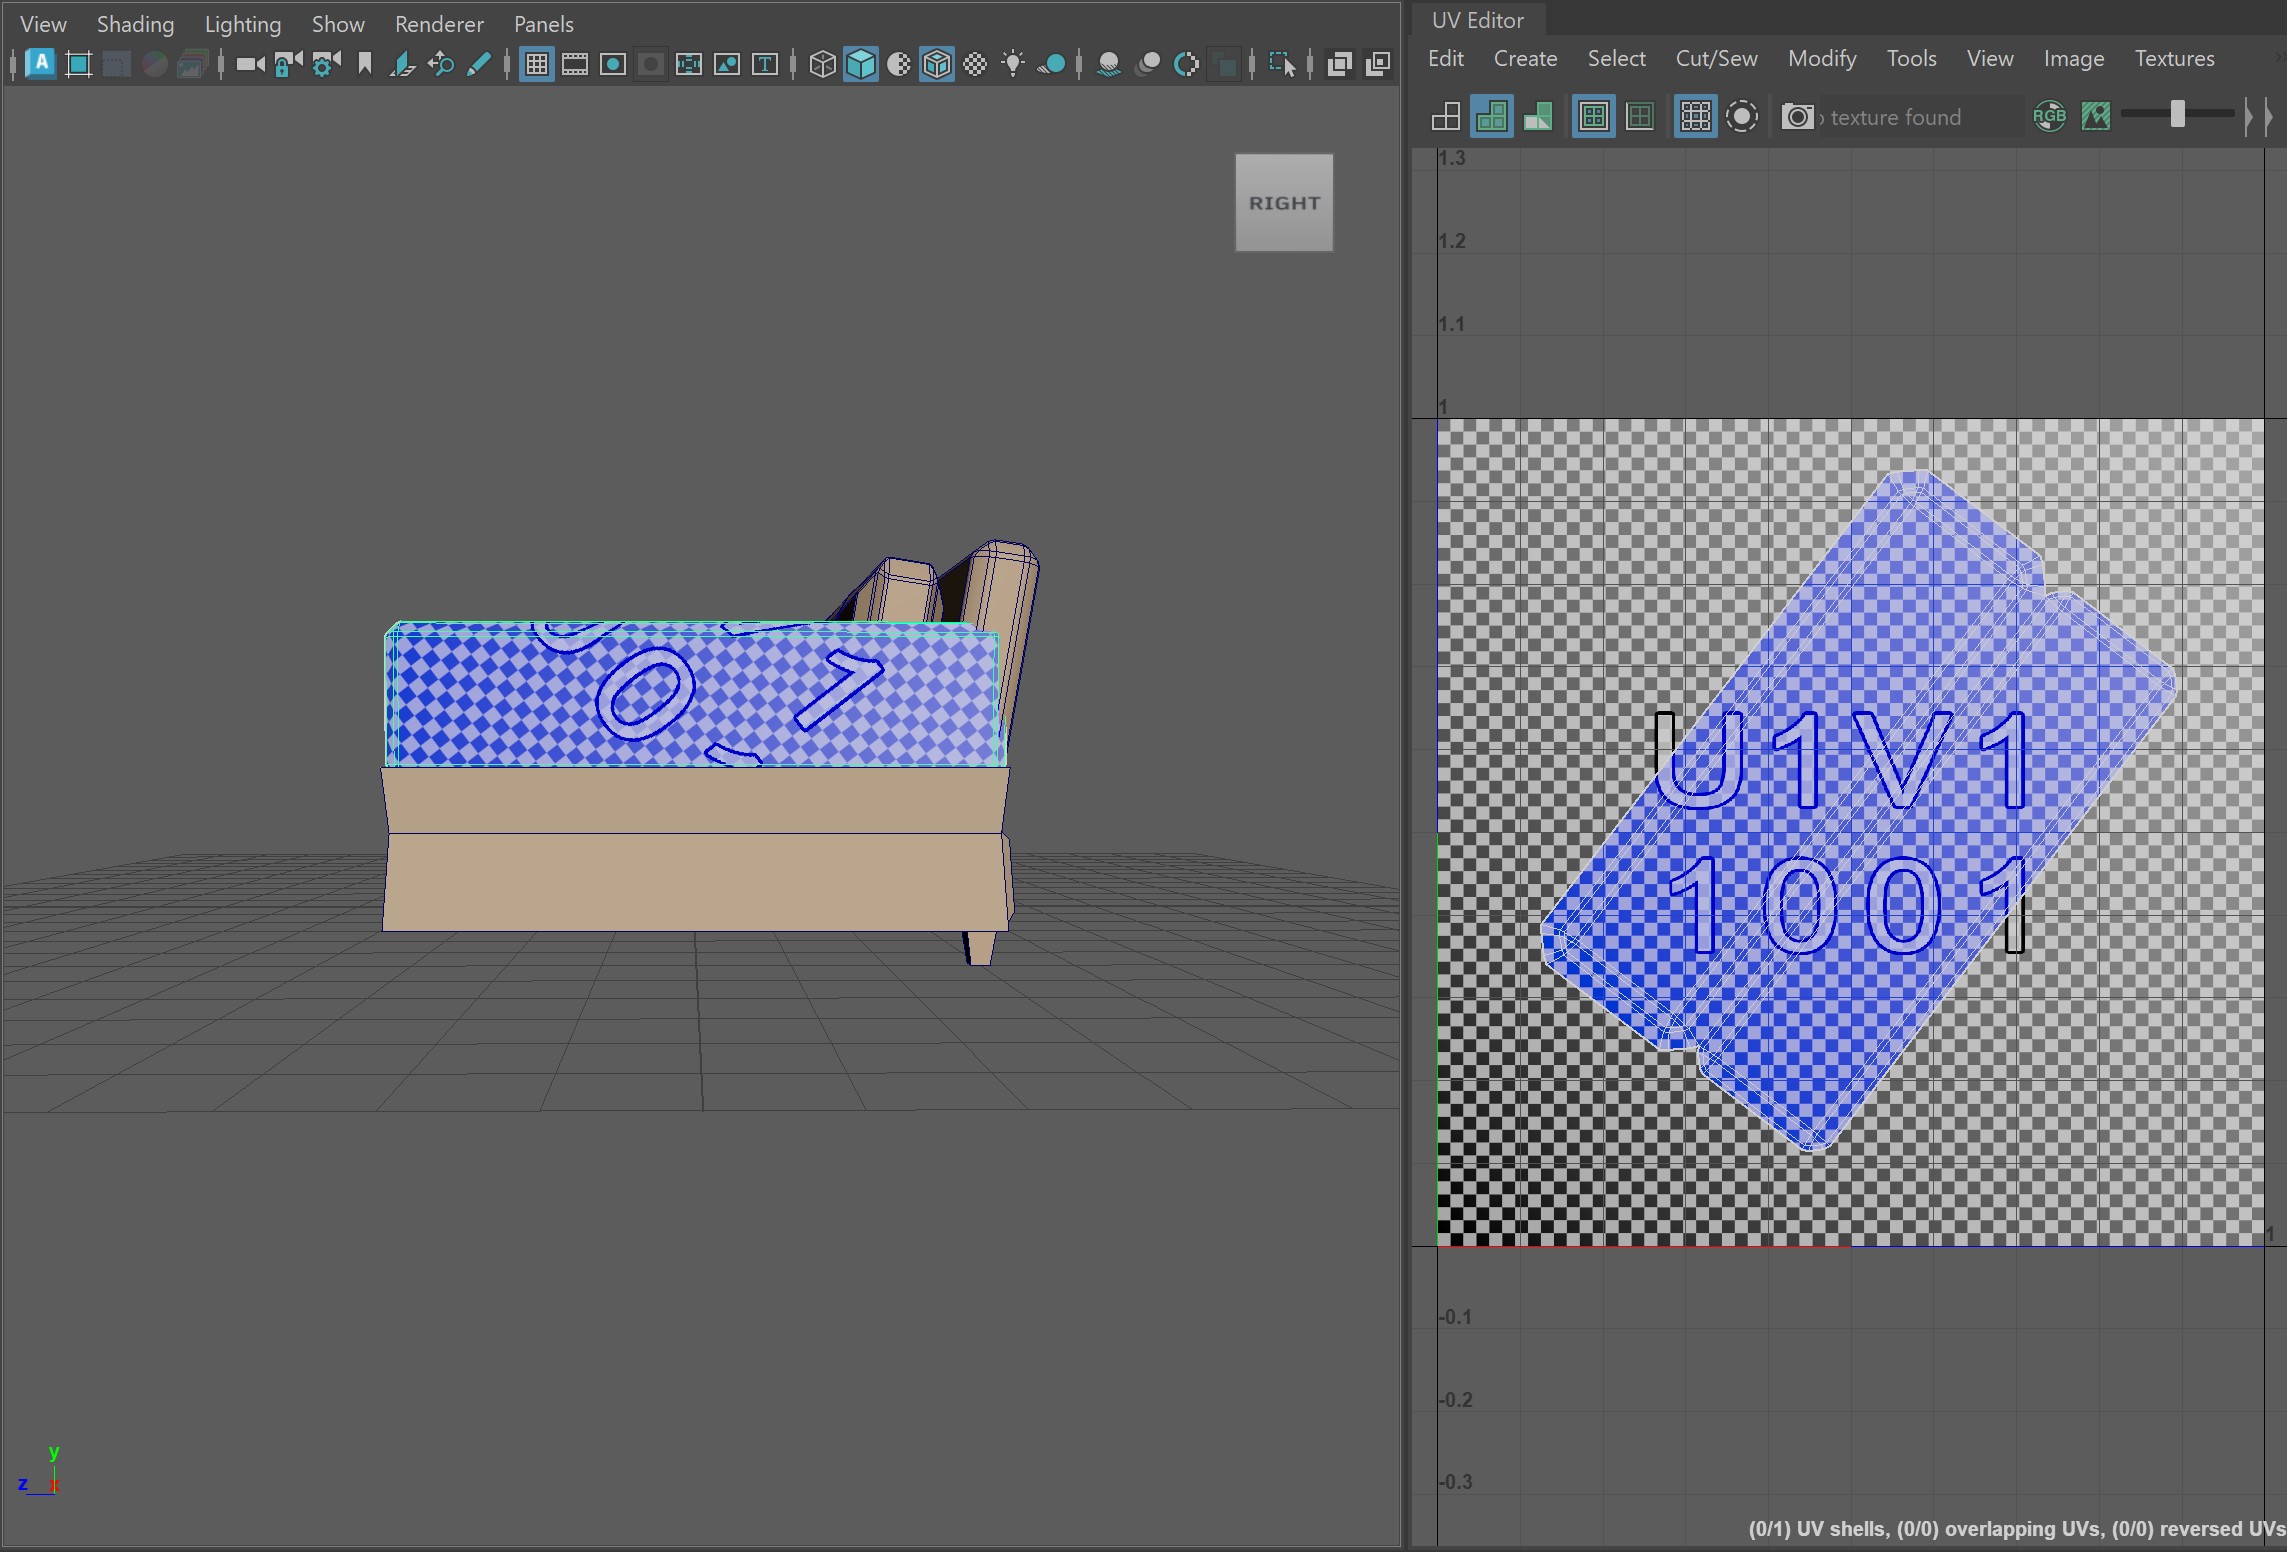 View Shading Lighting Show Renderer Panels
A
T
RIGHT
0 1
y
z x
UV Editor
Edit Create Select Cut/Sew Modify Tools View Image Textures
texture found RGB
1.3
1.2
1.1
1
U1V1
1001
1
-0.1
-0.2
-0.3
(0/1) UV shells, (0/0) overlapping UVs, (0/0) reversed UVs